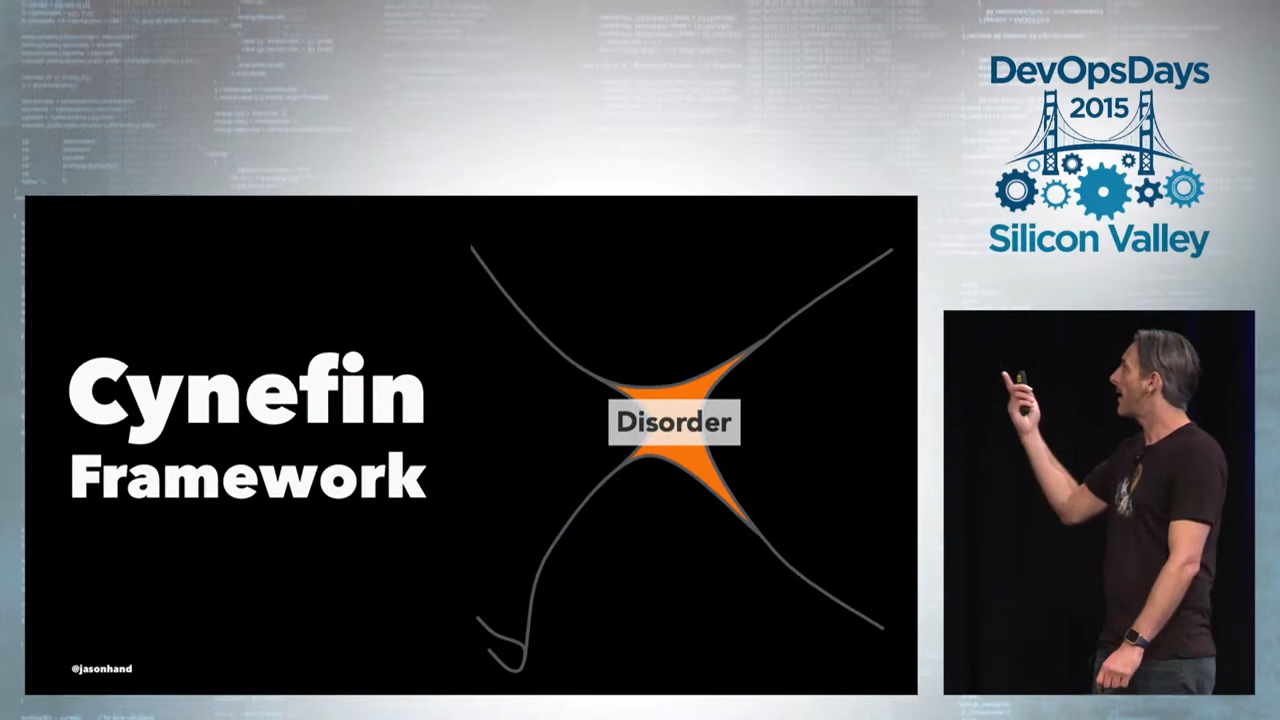 DevOpsDays
2015
Silicon Valley
Cynefin
Framework
Disorder
@jasonhand